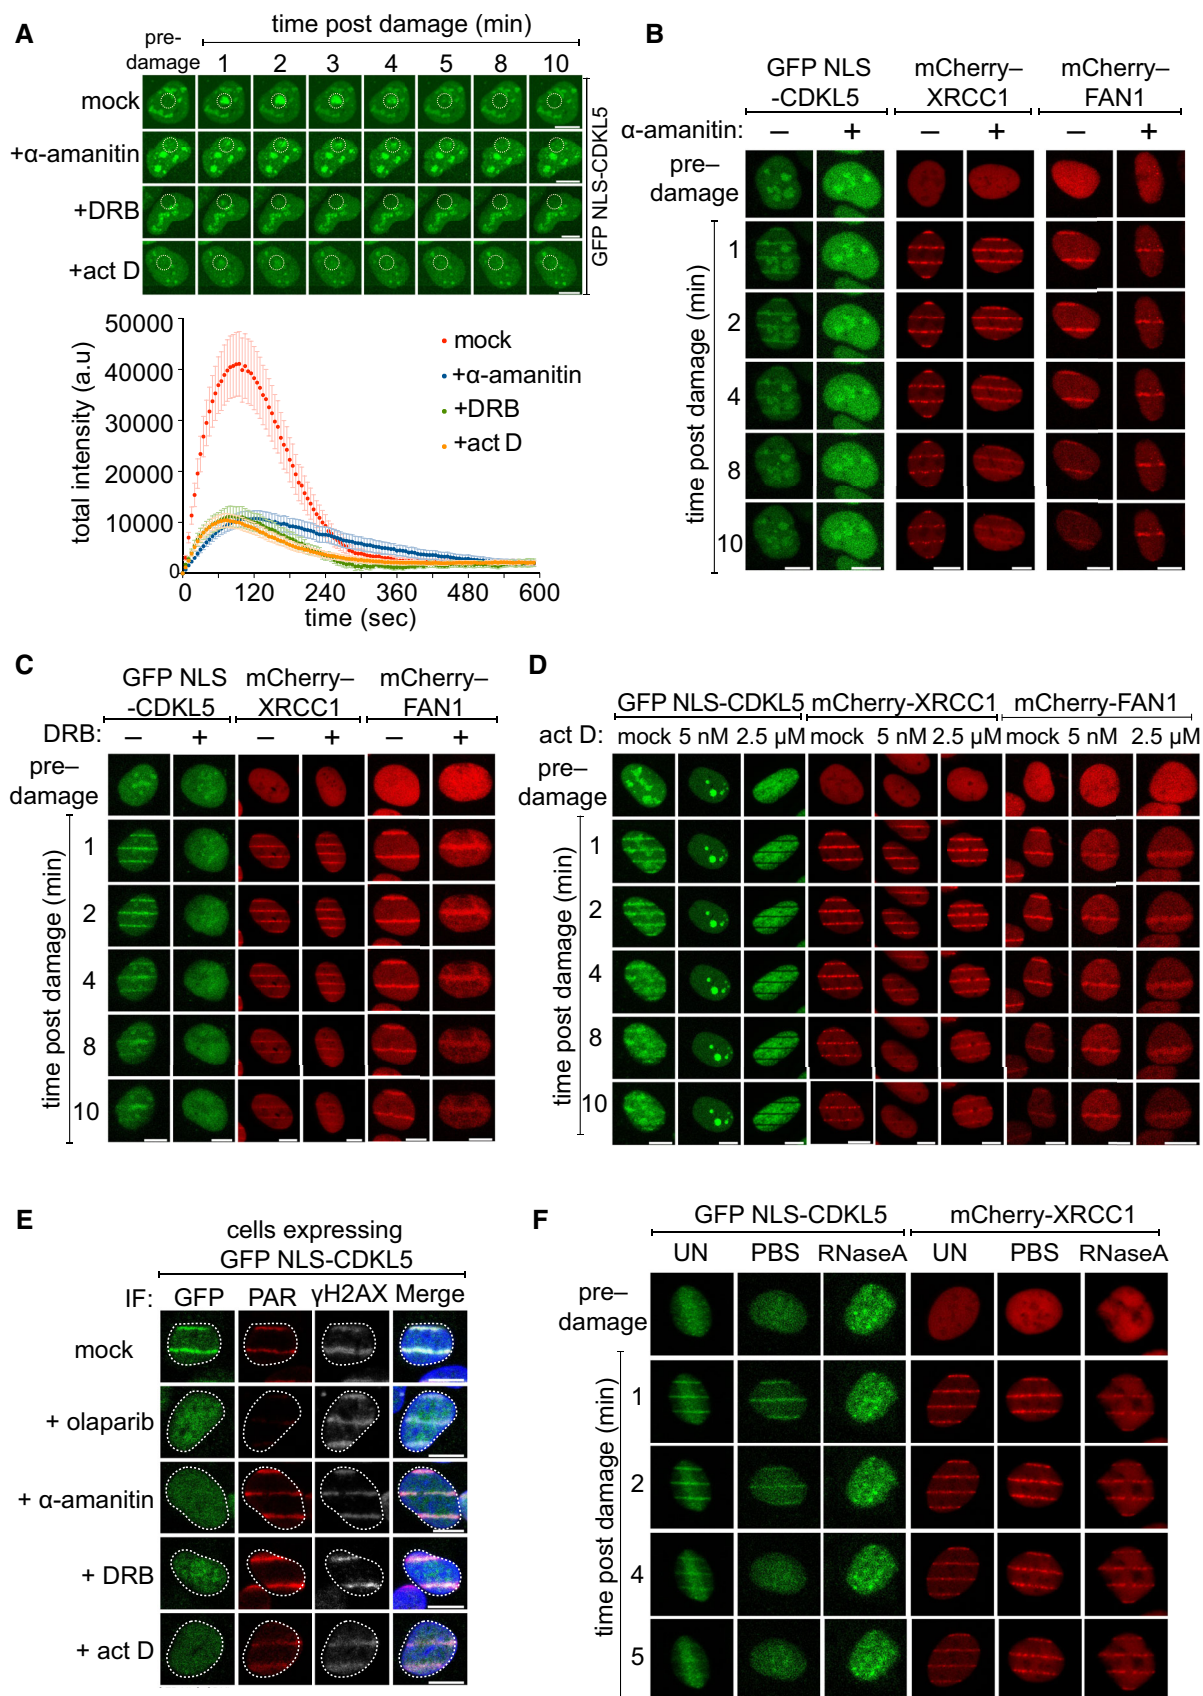 A
time post damage (min)
pre-
damage 1 2 3 4 5 8 10
mock
+α-amanitin
+DRB
+act D
GFP NLS-CDKL5
50000
40000
30000
20000
10000
0
total intensity (a.u)
mock
+α-amanitin
+DRB
+act D
0 120 240 360 480 600
time (sec)
B
GFP NLS
-CDKL5
mCherry–
XRCC1
mCherry–
FAN1
α-amanitin: – + – + – +
pre–
damage
1
2
4
8
10
time post damage (min)
C
GFP NLS
-CDKL5
mCherry–
XRCC1
mCherry–
FAN1
DRB: – + – + – +
pre–
damage
1
2
4
8
10
time post damage (min)
D
GFP NLS-CDKL5 mCherry-XRCC1 mCherry-FAN1
act D: mock 5 nM 2.5 µM mock 5 nM 2.5 µM mock 5 nM 2.5 µM
pre–
damage
1
2
4
8
10
time post damage (min)
E
cells expressing
GFP NLS-CDKL5
IF: GFP PAR γH2AX Merge
mock
+ olaparib
+ α-amanitin
+ DRB
+ act D
F
GFP NLS-CDKL5 mCherry-XRCC1
UN PBS RNaseA UN PBS RNaseA
pre–
damage
1
2
4
5
time post damage (min)